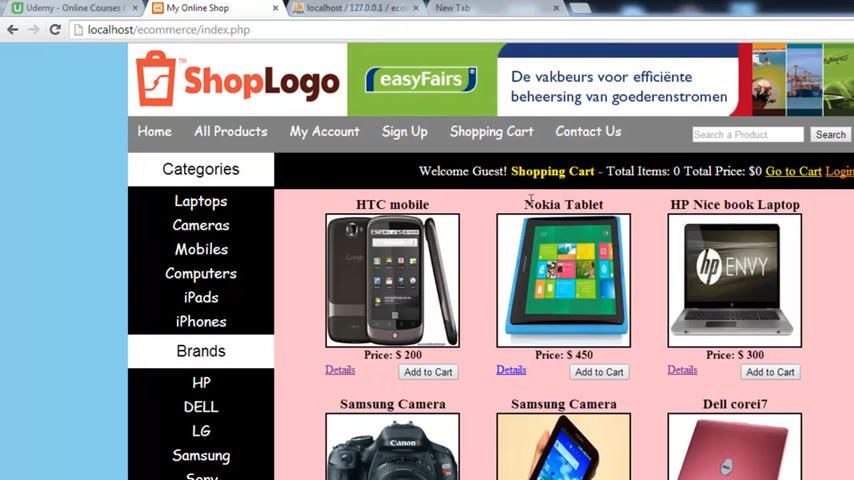 Udemy - Online Courses
My Online Shop
localhost / 127.0.0.1 / eco
New Tab
localhost/ecommerce/index.php
ShopLogo
TM
easyFairs
De vakbeurs voor efficiënte
beheersing van goederenstromen
Home All Products My Account Sign Up Shopping Cart Contact Us
Search a Product
Search
Categories
Welcome Guest! Shopping Cart - Total Items: 0 Total Price: $0 Go to Cart Login
Laptops
Cameras
Mobiles
Computers
iPads
iPhones
Brands
HP
DELL
LG
Samsung
Sony
HTC mobile
Nokia Tablet
HP Nice book Laptop
Google
hp ENVY
Price: $ 200
Price: $ 450
Price: $ 300
Details Add to Cart
Details Add to Cart
Details Add to Cart
Samsung Camera
Samsung Camera
Dell corei7
Canon